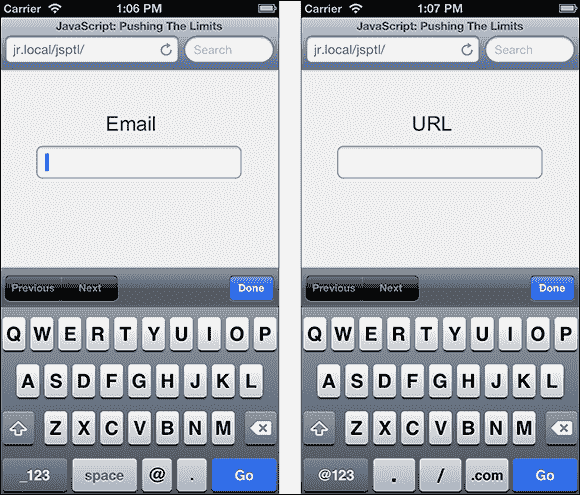 Carrier 1:06 PM
JavaScript: Pushing The Limits
jr.local/jsptl/ Search
Email
Previous Next Done
Q W E R T Y U I O P
A S D F G H J K L
Z X C V B N M
_123 space @ . Go
Carrier 1:07 PM
JavaScript: Pushing The Limits
jr.local/jsptl/ Search
URL
Previous Next Done
Q W E R T Y U I O P
A S D F G H J K L
Z X C V B N M
@123 . / .com Go